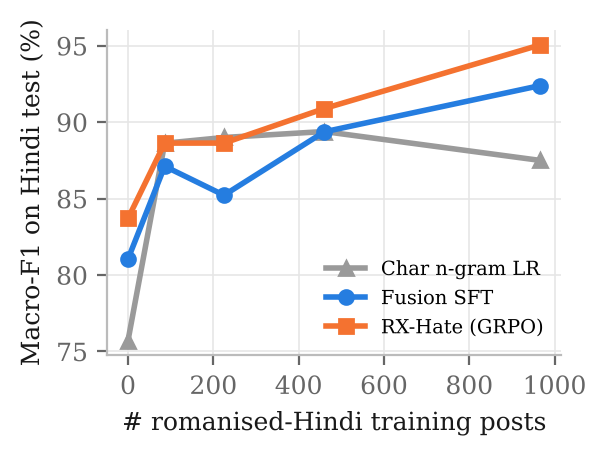 Macro-F1 on Hindi test (%)
95
90
85
80
75
Char n-gram LR
Fusion SFT
RX-Hate (GRPO)
0 200 400 600 800 1000
# romanised-Hindi training posts